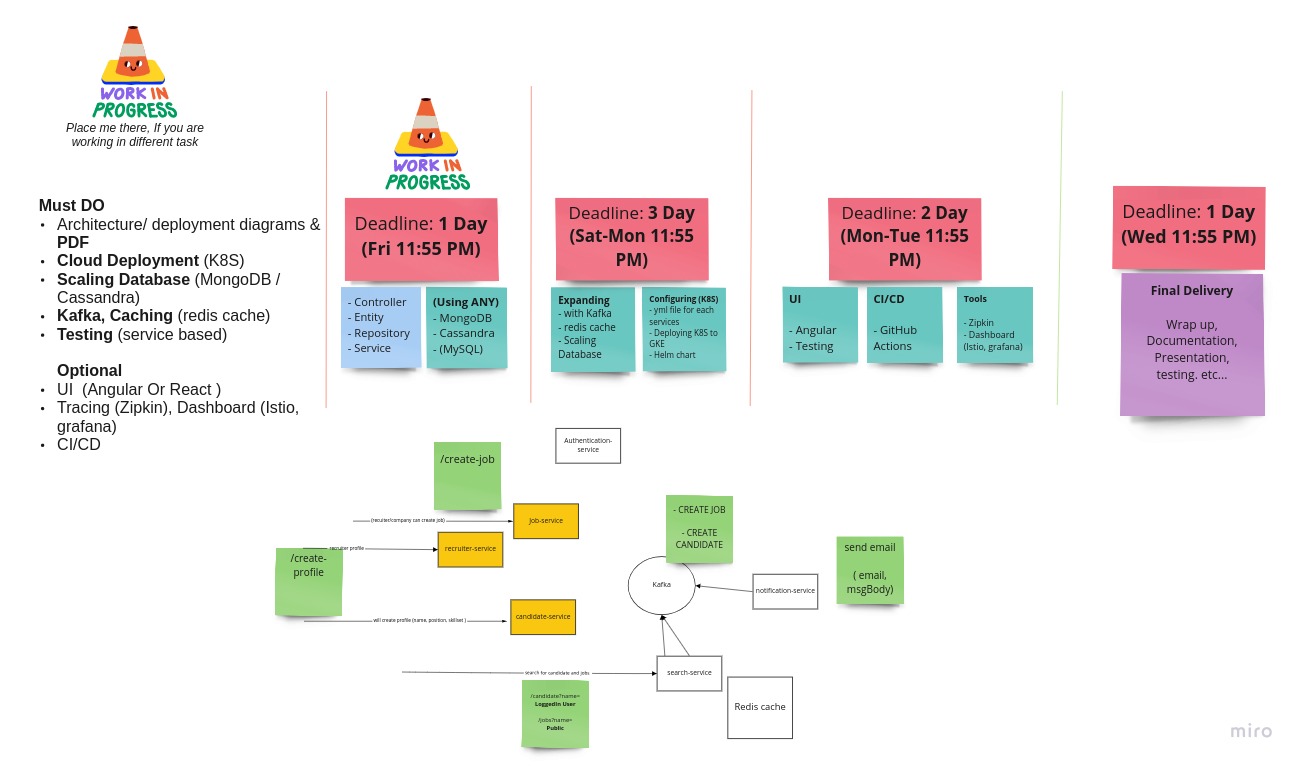 WORK IN
PROGRESS
Place me there, If you are
working in different task
Must DO
• Architecture/ deployment diagrams &
PDF
• Cloud Deployment (K8S)
• Scaling Database (MongoDB /
Cassandra)
• Kafka, Caching (redis cache)
• Testing (service based)
Optional
• UI (Angular Or React )
• Tracing (Zipkin), Dashboard (Istio,
grafana)
• CI/CD
WORK IN
PROGRESS
Deadline: 1 Day
(Fri 11:55 PM)
- Controller
- Entity
- Repository
- Service
(Using ANY)
- MongoDB
- Cassandra
- (MySQL)
Deadline: 3 Day
(Sat-Mon 11:55
PM)
Expanding
- with Kafka
- redis cache
- Scaling
Database
Configuring (K8S)
- yml file for each
services
- Deploying K8S to
GKE
- Helm chart
Deadline: 2 Day
(Mon-Tue 11:55
PM)
UI
- Angular
- Testing
CI/CD
- GitHub
Actions
Tools
- Zipkin
- Dashboard
(Istio, grafana)
Deadline: 1 Day
(Wed 11:55 PM)
Final Delivery
Wrap up,
Documentation,
Presentation,
testing. etc...
Authentication-
service
/create-job
(recuiter/company can create job)
Job-service
recruiter profile
recruiter-service
/create-
profile
will create profile (name, position, skillset )
candidate-service
- CREATE JOB
- CREATE
CANDIDATE
Kafka
notification-service
send email
( email,
msgBody)
search for candidate and jobs
search-service
/candidate?name=
LoggedIn User
/jobs?name=
Public
Redis cache
miro